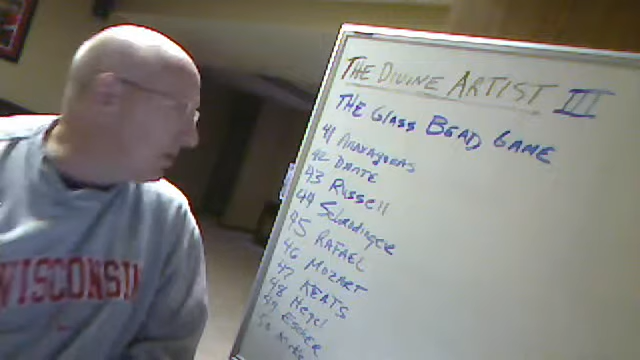 THE DIVINE ARTIST III
THE GLASS BEAD GAME
41 ANAXAGORAS
42 DANTE
43 RUSSEll
44 Schrodinger
45 RAFAEL
46 MOZART
47 KEATS
48 Hegel
49 ESCHER
50
WISCONSIN